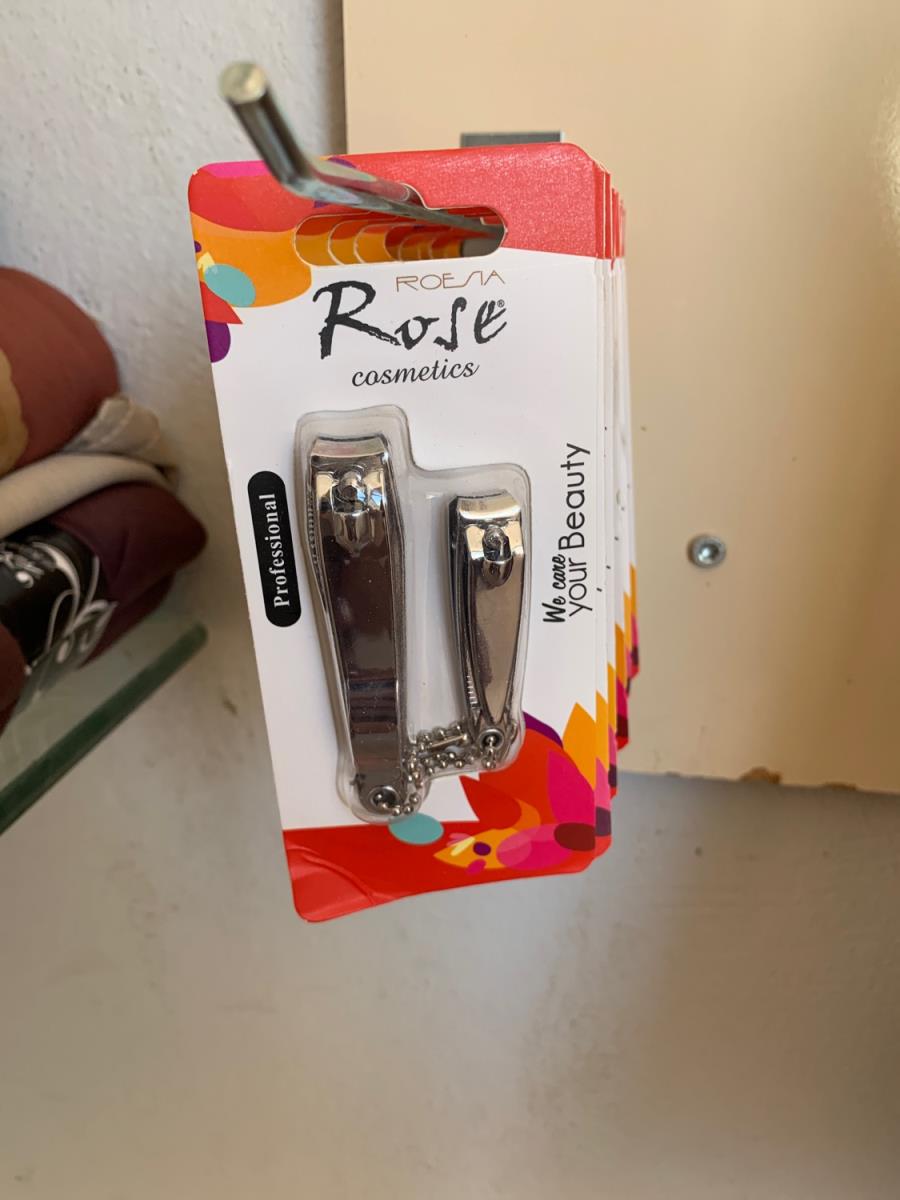 ROESIA
Rose®
cosmetics
Professional
We care
your Beauty